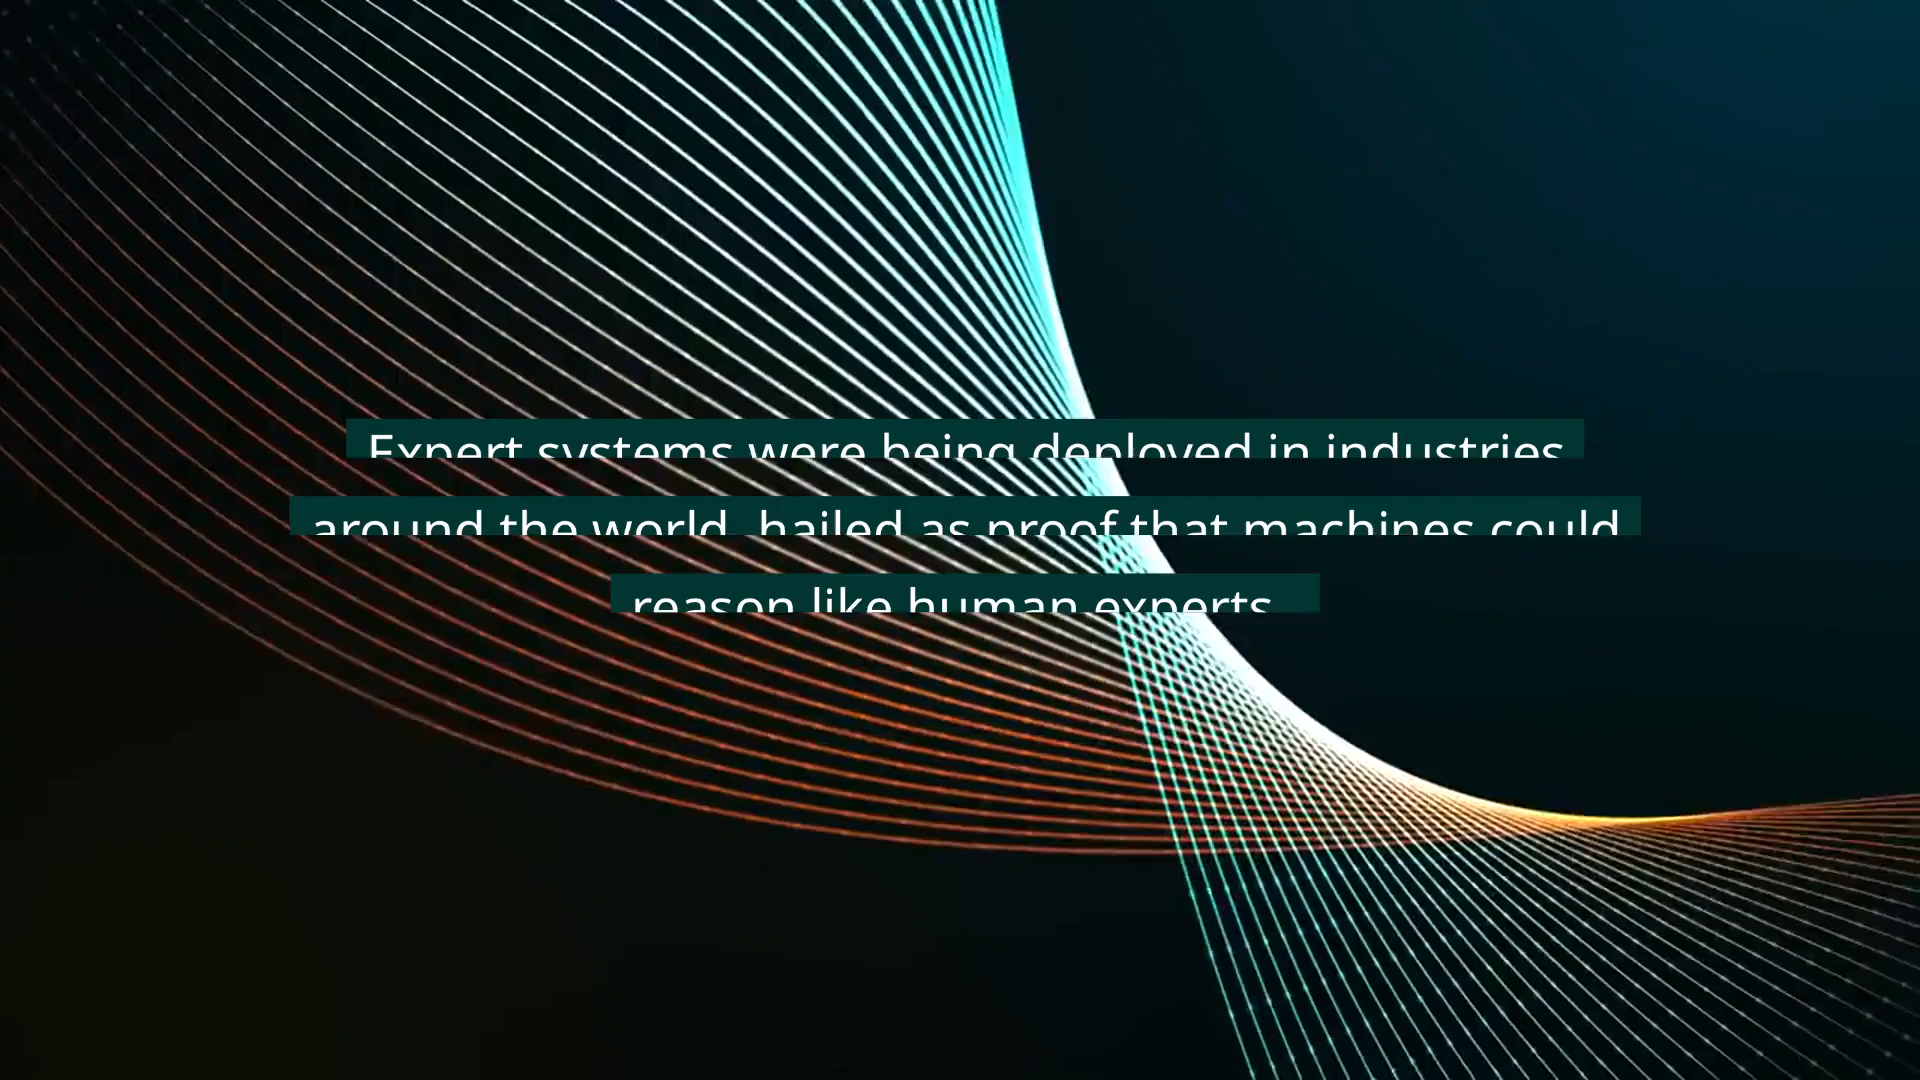 Expert systems were being deployed in industries
around the world, hailed as proof that machines could
reason like human experts.